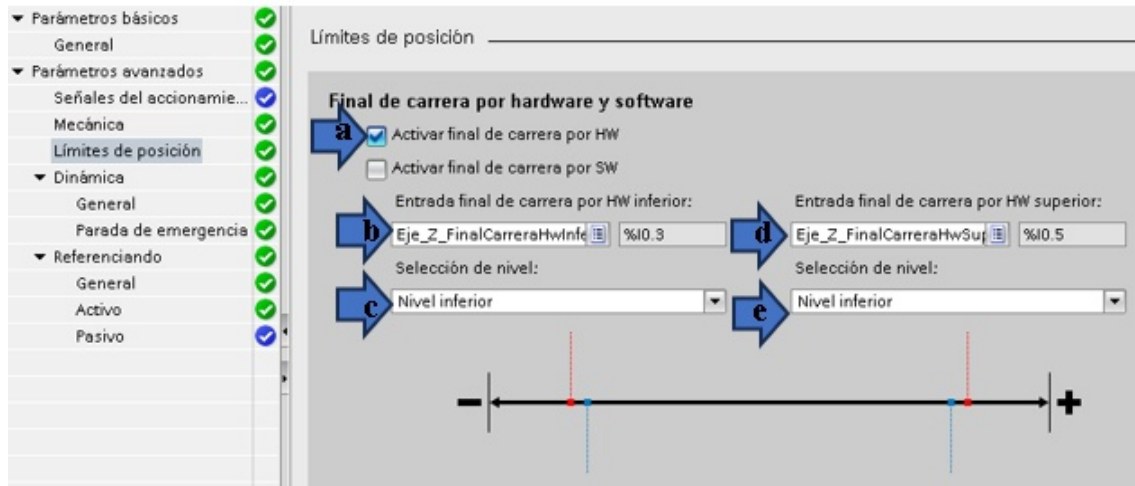 Parámetros básicos
General
Parámetros avanzados
Señales del accionamie...
Mecánica
Límites de posición
Dinámica
General
Parada de emergencia
Referenciando
General
Activo
Pasivo
Límites de posición
Final de carrera por hardware y software
a
Activar final de carrera por HW
Activar final de carrera por SW
Entrada final de carrera por HW inferior:
Entrada final de carrera por HW superior:
b
Eje_Z_FinalCarreraHwInfe
%I0.3
d
Eje_Z_FinalCarreraHwSup
%I0.5
Selección de nivel:
Selección de nivel:
c
Nivel inferior
e
Nivel inferior
- +